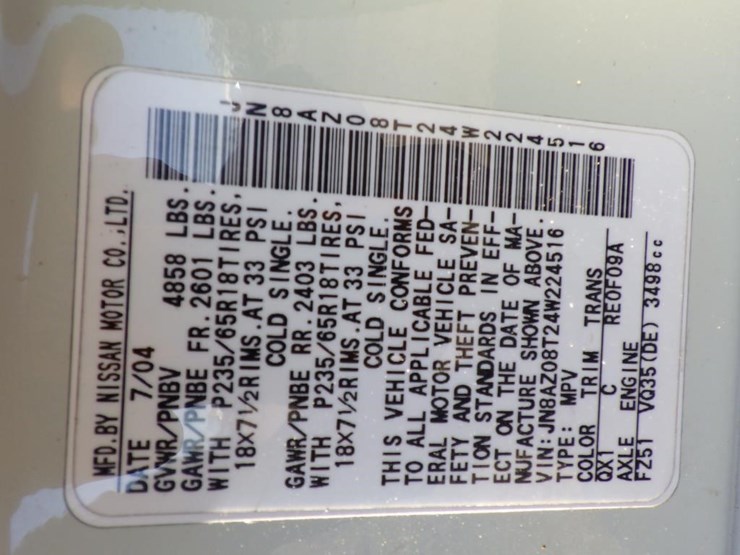 MFD.BY NISSAN MOTOR CO.,LTD.
DATE 7/04
GVWR/PNBV 4858 LBS.
GAWR/PNBE FR. 2601 LBS.
WITH P235/65R18TIRES,
18X7½RIMS.AT 33 PSI
COLD SINGLE.
GAWR/PNBE RR. 2403 LBS.
WITH P235/65R18TIRES,
18X7½RIMS.AT 33 PSI
COLD SINGLE.
THIS VEHICLE CONFORMS
TO ALL APPLICABLE FED-
ERAL MOTOR VEHICLE SA-
FETY AND THEFT PREVEN-
TION STANDARDS IN EFF-
ECT ON THE DATE OF MA-
NUFACTURE SHOWN ABOVE.
VIN:JN8AZ08T24W224516
TYPE: MPV
COLOR TRIM TRANS
QX1 C RE0F09A
AXLE ENGINE
FZ51 VQ35(DE) 3498cc
JN8AZ08T24W224516